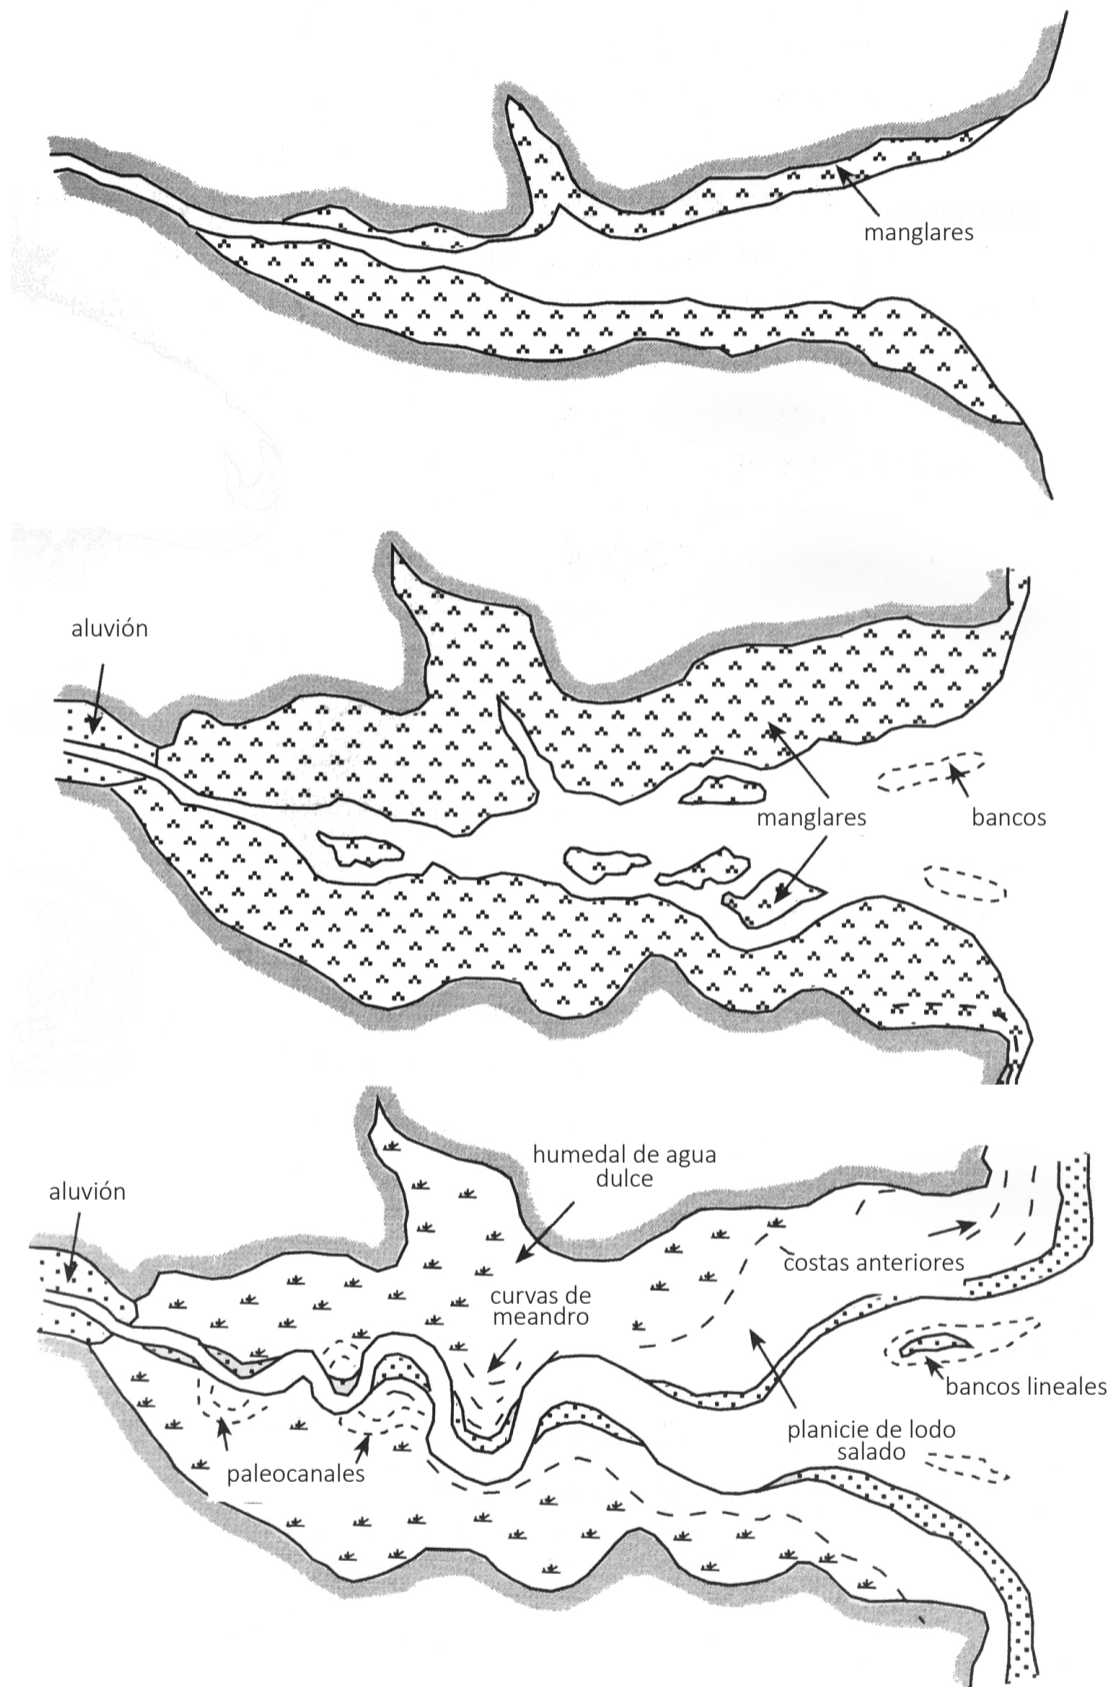 manglares
aluvión
manglares
bancos
humedal de agua
dulce
aluvión
costas anteriores
curvas de
meandro
bancos lineales
planicie de lodo
salado
paleocanales